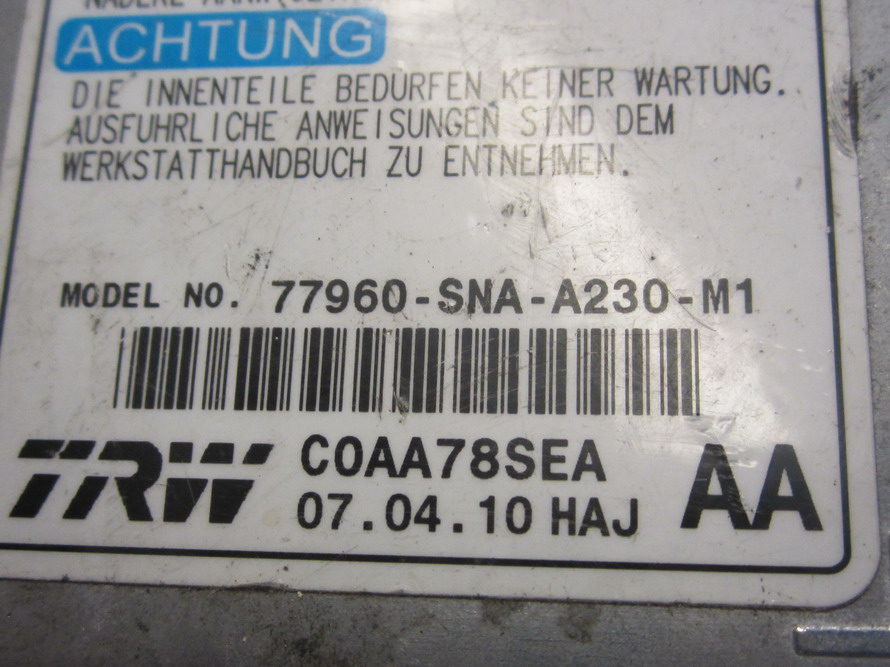 ACHTUNG
DIE INNENTEILE BEDÜRFEN KEINER WARTUNG.
AUSFUHRLICHE ANWEISUNGEN SIND DEM
WERKSTATTHANDBUCH ZU ENTNEHMEN.
MODEL NO. 77960-SNA-A230-M1
TRW C0AA78SEA AA
07.04.10 HAJ